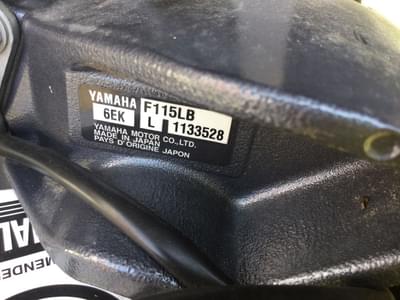 YAMAHA F115LB
6EK L 1133528
YAMAHA MOTOR CO.,LTD.
MADE IN JAPAN
PAYS D'ORIGINE JAPON